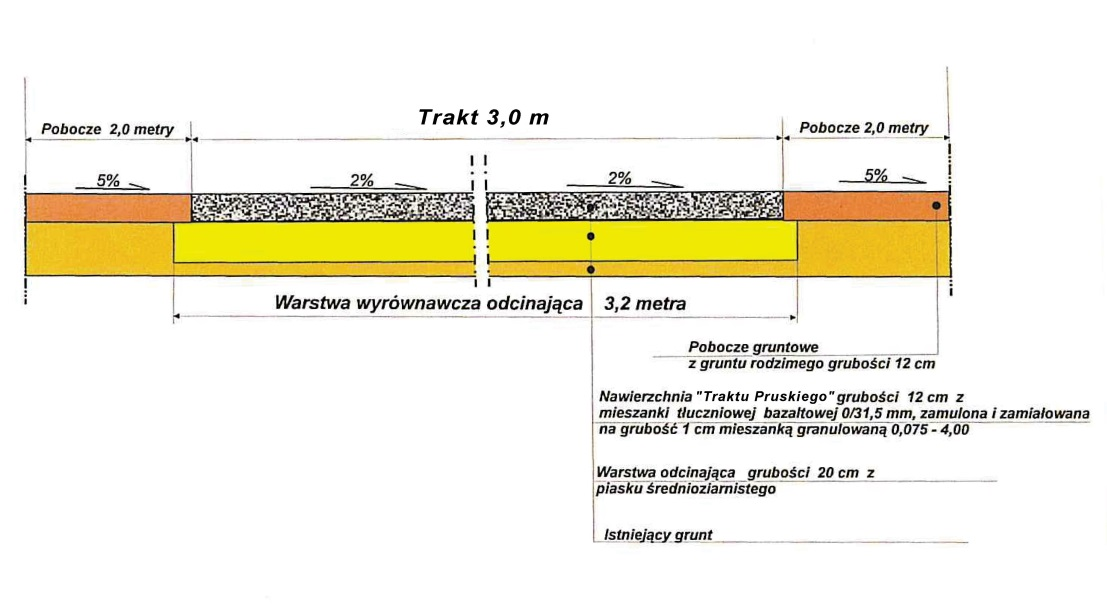 Trakt 3,0 m
Pobocze 2,0 metry
Pobocze 2,0 metry
5%
2%
2%
5%
Warstwa wyrównawcza odcinająca 3,2 metra
Pobocze gruntowe
z gruntu rodzimego grubości 12 cm
Nawierzchnia "Traktu Pruskiego" grubości 12 cm z
mieszanki tłuczniowej bazaltowej 0/31,5 mm, zamulona i zamiałowana
na grubość 1 cm mieszanką granulowaną 0,075 - 4,00
Warstwa odcinająca grubości 20 cm z
piasku średnioziarnistego
Istniejący grunt